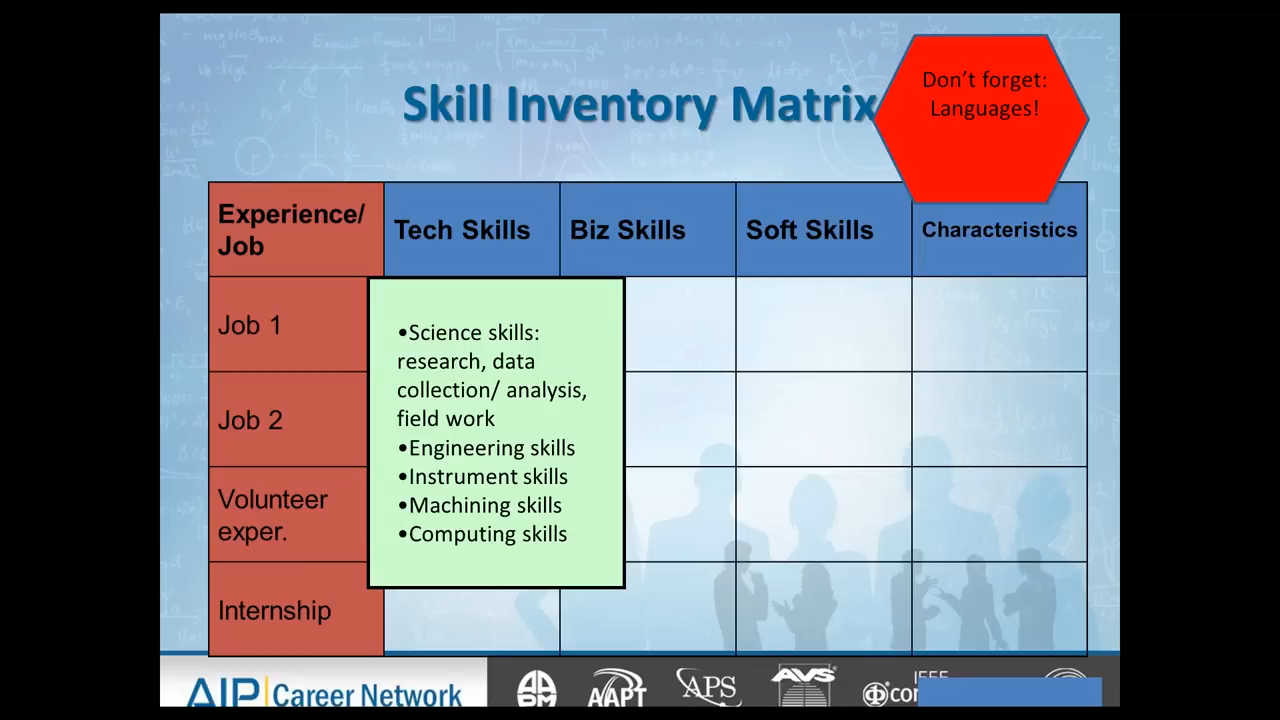 Skill Inventory Matrix
Don't forget:
Languages!
Experience/
Job
Tech Skills
Biz Skills
Soft Skills
Characteristics
Job 1
Job 2
Volunteer
exper.
Internship
•Science skills:
research, data
collection/ analysis,
field work
•Engineering skills
•Instrument skills
•Machining skills
•Computing skills
AIP Career Network
AAPT
APS
AVS
IEEE